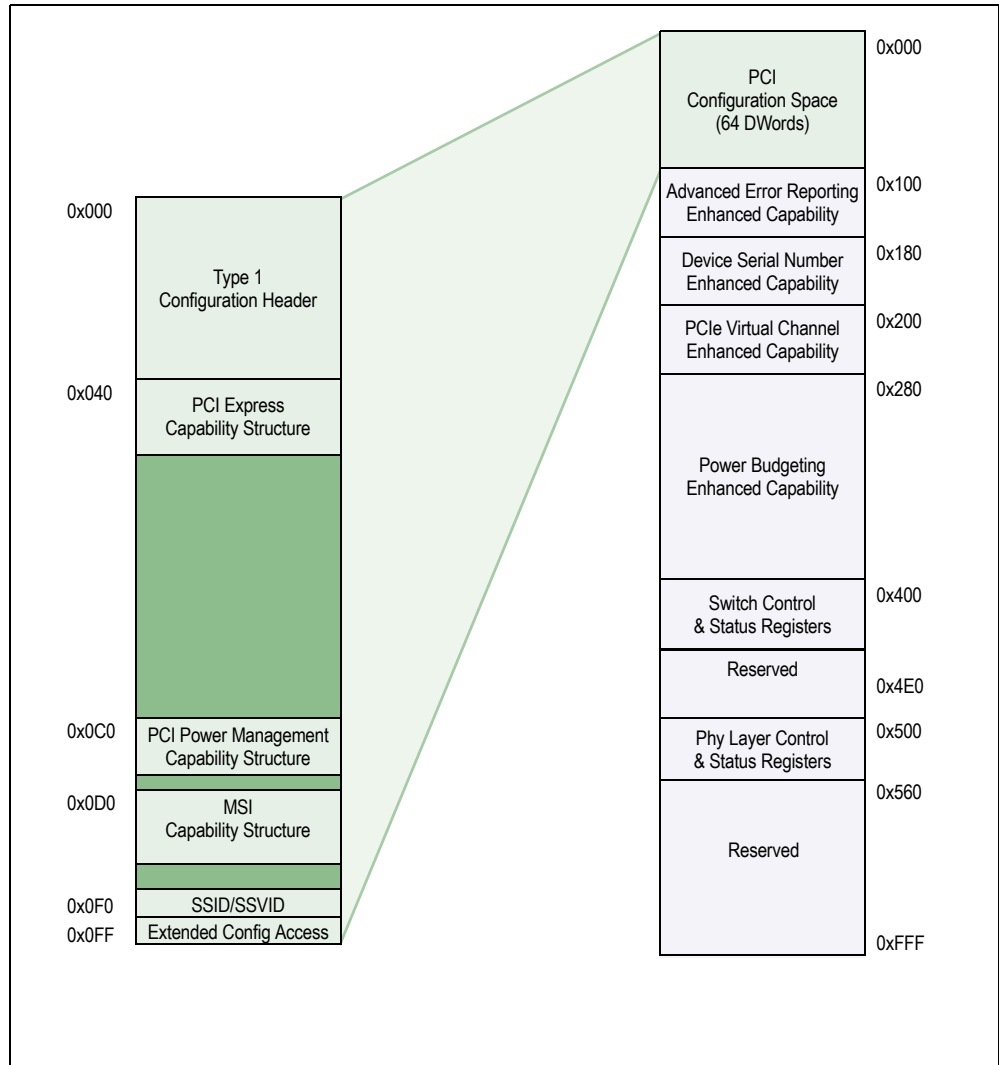 0x000
Type 1
Configuration Header
0x040
PCI Express
Capability Structure
0x0C0
PCI Power Management
Capability Structure
0x0D0
MSI
Capability Structure
0x0F0
SSID/SSVID
0x0FF
Extended Config Access
0x000
PCI
Configuration Space
(64 DWords)
0x100
Advanced Error Reporting
Enhanced Capability
0x180
Device Serial Number
Enhanced Capability
0x200
PCIe Virtual Channel
Enhanced Capability
0x280
Power Budgeting
Enhanced Capability
0x400
Switch Control
& Status Registers
Reserved
0x4E0
0x500
Phy Layer Control
& Status Registers
0x560
Reserved
0xFFF